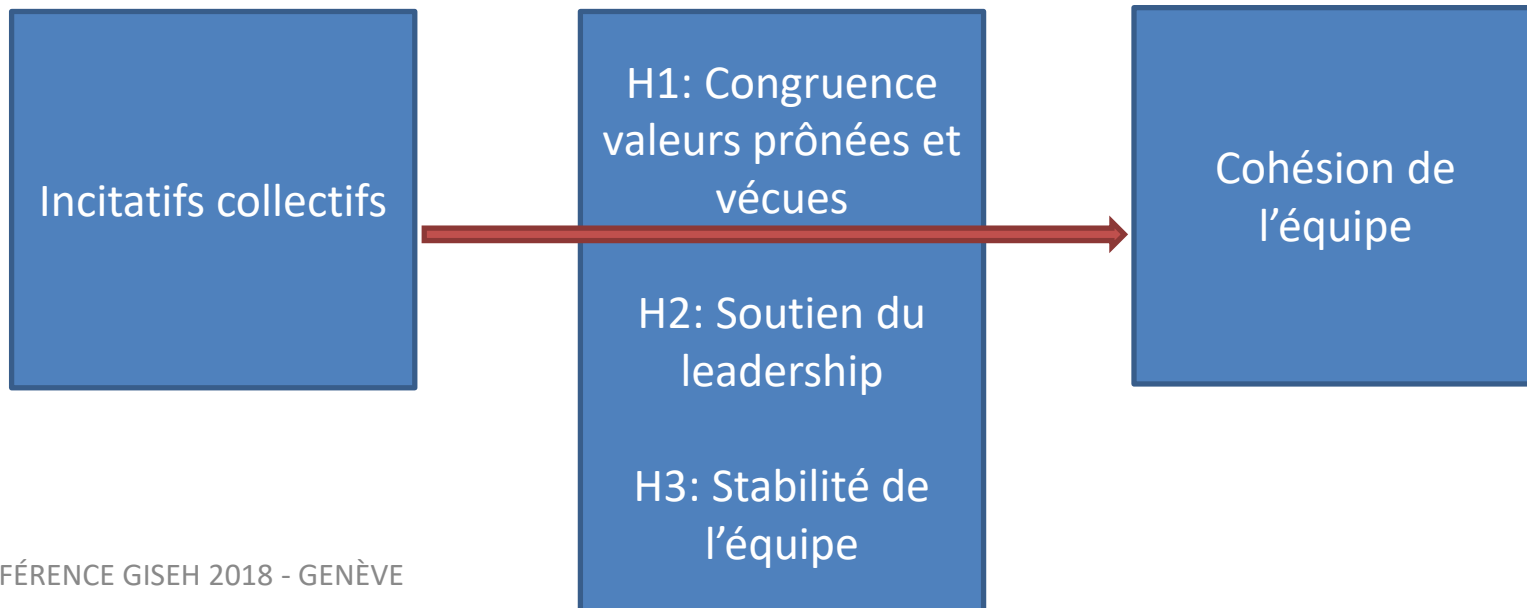 Incitatifs collectifs
H1: Congruence
valeurs prônées et
vécues
H2: Soutien du
leadership
H3: Stabilité de
l’équipe
Cohésion de
l’équipe
FÉRENCE GISEH 2018 - GENÈVE